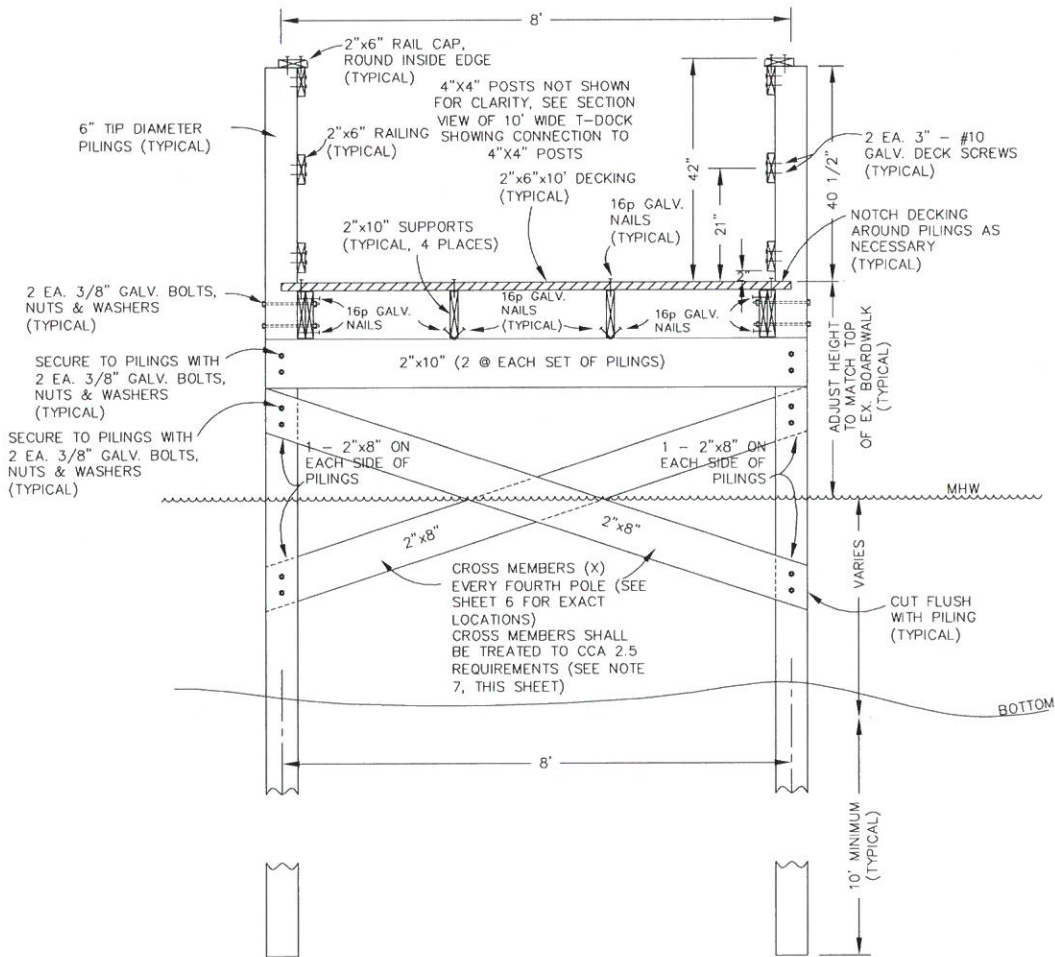 8'
2"x6" RAIL CAP,
ROUND INSIDE EDGE
(TYPICAL)
4"X4" POSTS NOT SHOWN
FOR CLARITY, SEE SECTION
VIEW OF 10' WIDE T-DOCK
SHOWING CONNECTION TO
4"X4" POSTS
6" TIP DIAMETER
PILINGS (TYPICAL)
2"x6" RAILING
(TYPICAL)
2 EA. 3" - #10
GALV. DECK SCREWS
(TYPICAL)
42"
40 1/2"
21"
2"
2"x6"x10' DECKING
(TYPICAL)
16p GALV.
NAILS
(TYPICAL)
2"x10" SUPPORTS
(TYPICAL, 4 PLACES)
NOTCH DECKING
AROUND PILINGS AS
NECESSARY
(TYPICAL)
2 EA. 3/8" GALV. BOLTS,
NUTS & WASHERS
(TYPICAL)
16p GALV.
NAILS
16p GALV.
NAILS
(TYPICAL)
16p GALV.
NAILS
SECURE TO PILINGS WITH
2 EA. 3/8" GALV. BOLTS,
NUTS & WASHERS
(TYPICAL)
2"x10" (2 @ EACH SET OF PILINGS)
ADJUST HEIGHT
TO MATCH TOP
OF EX. BOARDWALK
(TYPICAL)
SECURE TO PILINGS WITH
2 EA. 3/8" GALV. BOLTS,
NUTS & WASHERS
(TYPICAL)
1 - 2"x8" ON
EACH SIDE OF
PILINGS
1 - 2"x8" ON
EACH SIDE OF
PILINGS
MHW
2"x8"
2"x8"
VARIES
CROSS MEMBERS (X)
EVERY FOURTH POLE (SEE
SHEET 6 FOR EXACT
LOCATIONS)
CROSS MEMBERS SHALL
BE TREATED TO CCA 2.5
REQUIREMENTS (SEE NOTE
7, THIS SHEET)
CUT FLUSH
WITH PILING
(TYPICAL)
BOTTOM
8'
10' MINIMUM
(TYPICAL)